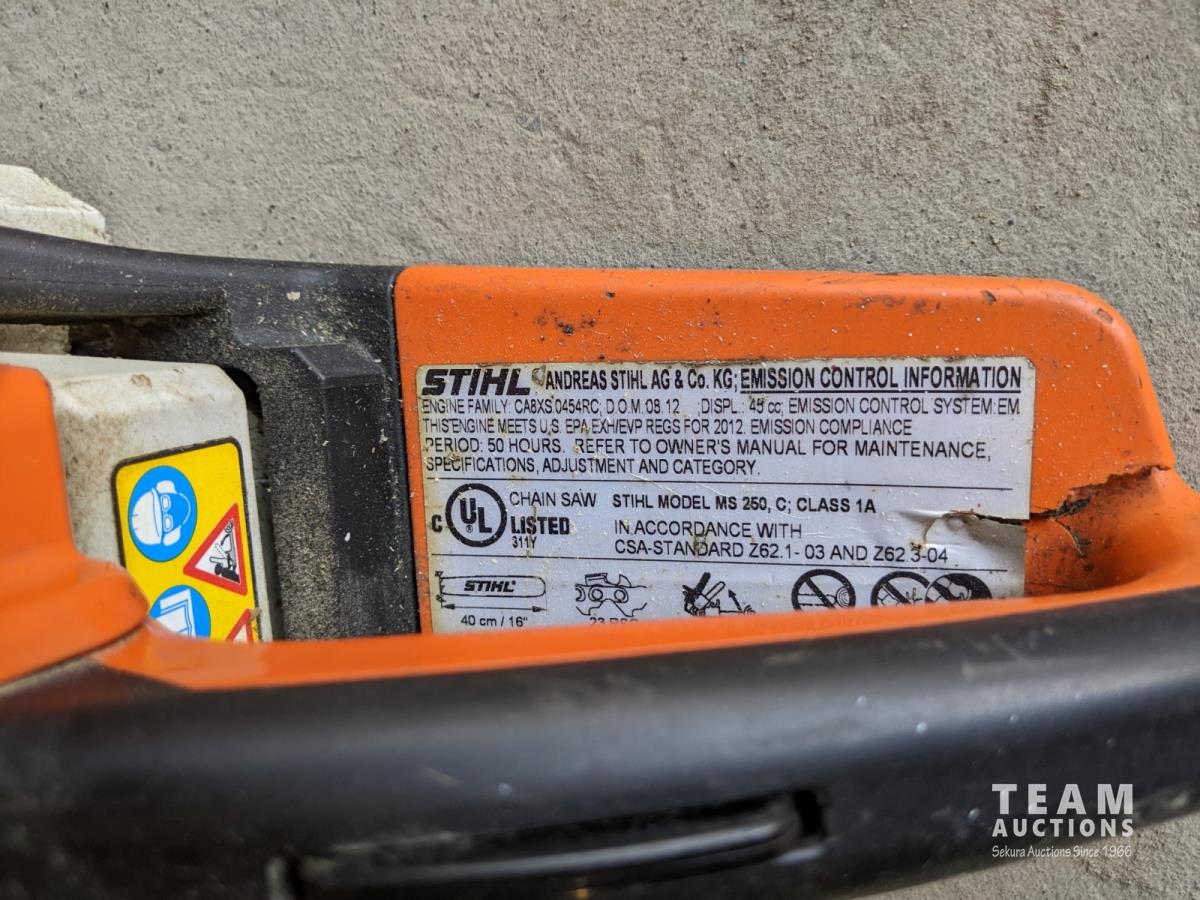 STIHL ANDREAS STIHL AG & Co. KG; EMISSION CONTROL INFORMATION
ENGINE FAMILY: CA8XS.0454RC; D.O.M. 08.12 DISPL.: 45 cc; EMISSION CONTROL SYSTEM: EM
THIS ENGINE MEETS U.S. EPA EXH/EVP REGS FOR 2012. EMISSION COMPLIANCE
PERIOD: 50 HOURS. REFER TO OWNER'S MANUAL FOR MAINTENANCE,
SPECIFICATIONS, ADJUSTMENT AND CATEGORY.
C UL ® CHAIN SAW STIHL MODEL MS 250, C; CLASS 1A
LISTED IN ACCORDANCE WITH
311Y CSA-STANDARD Z62.1-03 AND Z62.3-04
STIHL
40 cm / 16"
TEAM
AUCTIONS
Sekura Auctions Since 1966